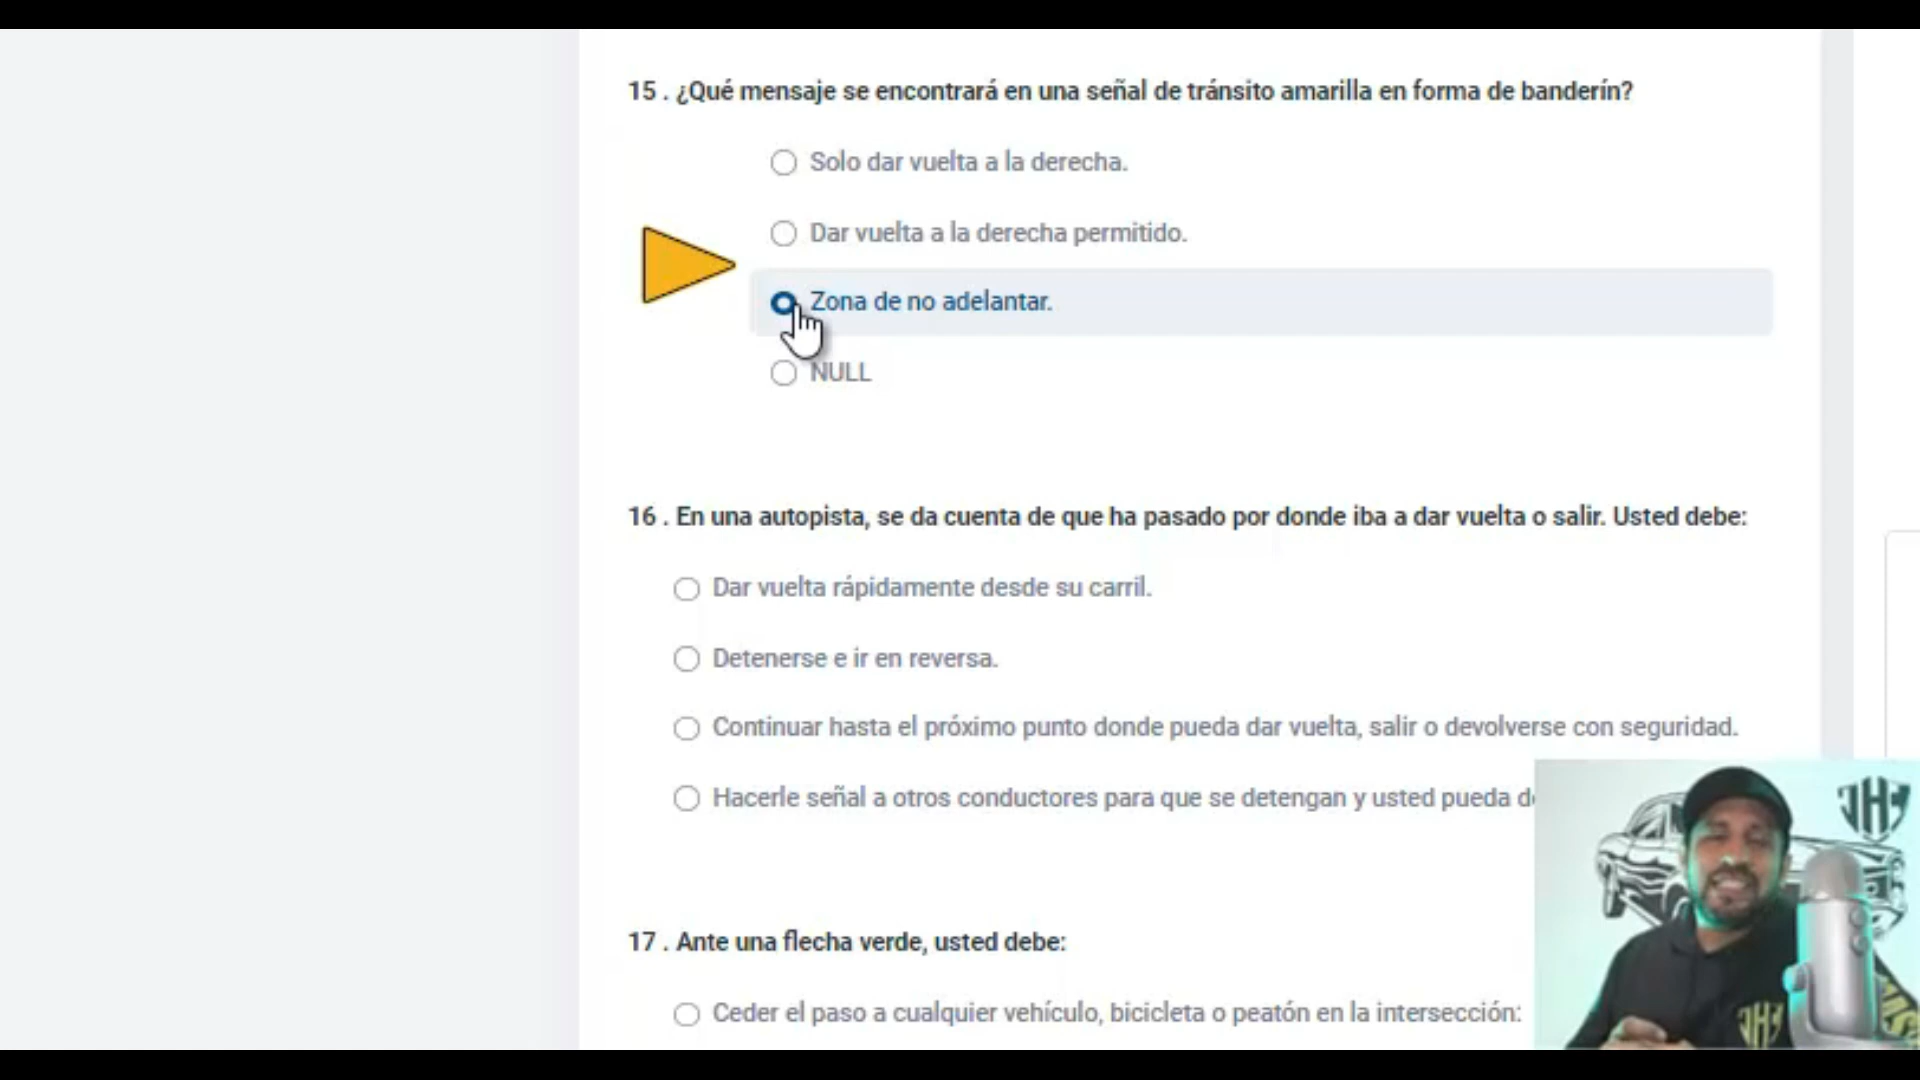 15 . ¿Qué mensaje se encontrará en una señal de tránsito amarilla en forma de banderín?
Solo dar vuelta a la derecha.
Dar vuelta a la derecha permitido.
Zona de no adelantar.
NULL
16 . En una autopista, se da cuenta de que ha pasado por donde iba a dar vuelta o salir. Usted debe:
Dar vuelta rápidamente desde su carril.
Detenerse e ir en reversa.
Continuar hasta el próximo punto donde pueda dar vuelta, salir o devolverse con seguridad.
Hacerle señal a otros conductores para que se detengan y usted pueda
JHF
17 . Ante una flecha verde, usted debe:
Ceder el paso a cualquier vehículo, bicicleta o peatón en la intersección:
JHF